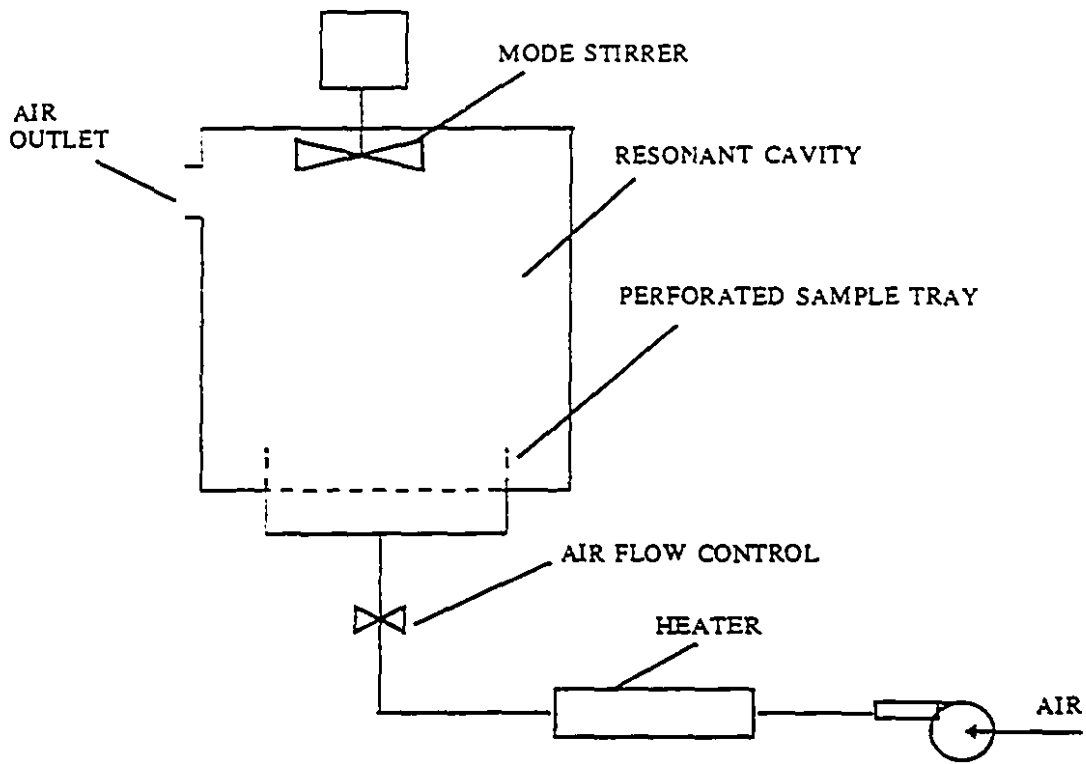 MODE STIRRER
AIR
OUTLET
RESONANT CAVITY
PERFORATED SAMPLE TRAY
AIR FLOW CONTROL
HEATER
AIR